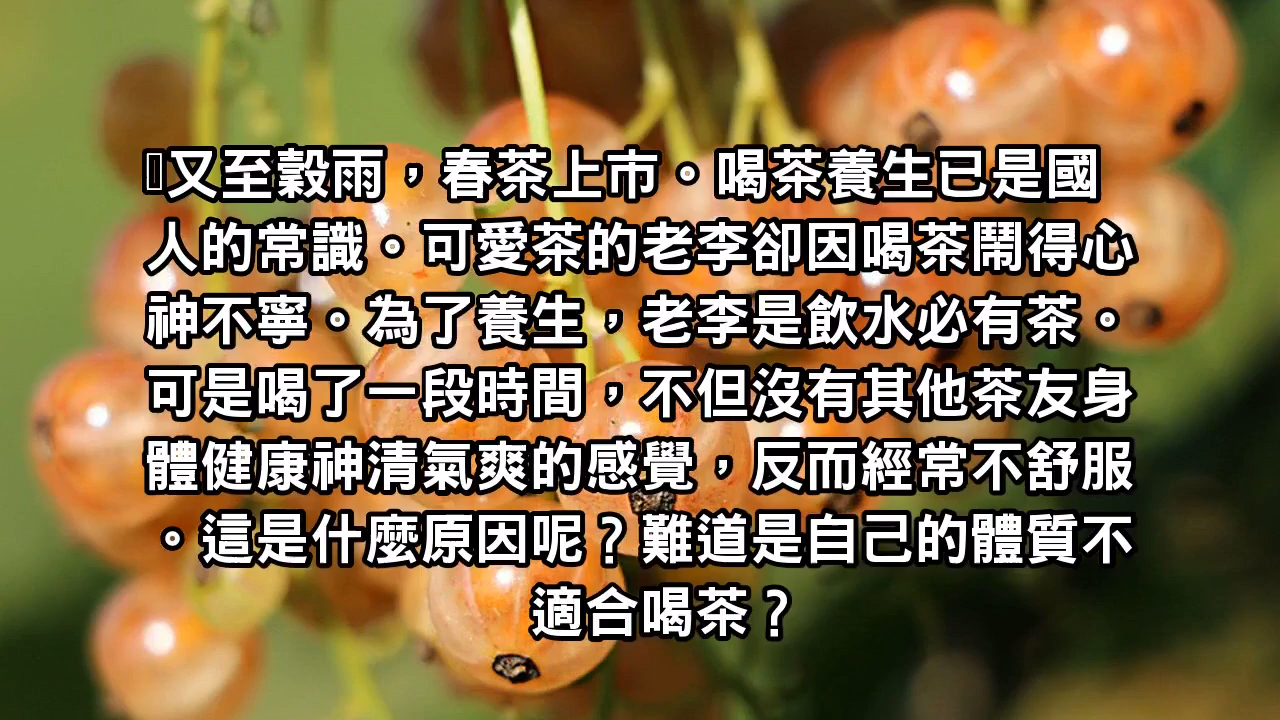 又至穀雨，春茶上市。喝茶養生已是國
人的常識。可愛茶的老李卻因喝茶鬧得心
神不寧。為了養生，老李是飲水必有茶。
可是喝了一段時間，不但沒有其他茶友身
體健康神清氣爽的感覺，反而經常不舒服
。這是什麼原因呢？難道是自己的體質不
適合喝茶？